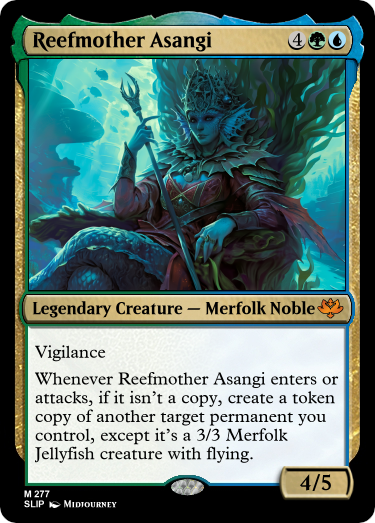 Reefmother Asangi 4
Legendary Creature — Merfolk Noble
Vigilance
Whenever Reefmother Asangi enters or
attacks, if it isn't a copy, create a token
copy of another target permanent you
control, except it's a 3/3 Merfolk
Jellyfish creature with flying.
4/5
M 277
SLIP Midjourney